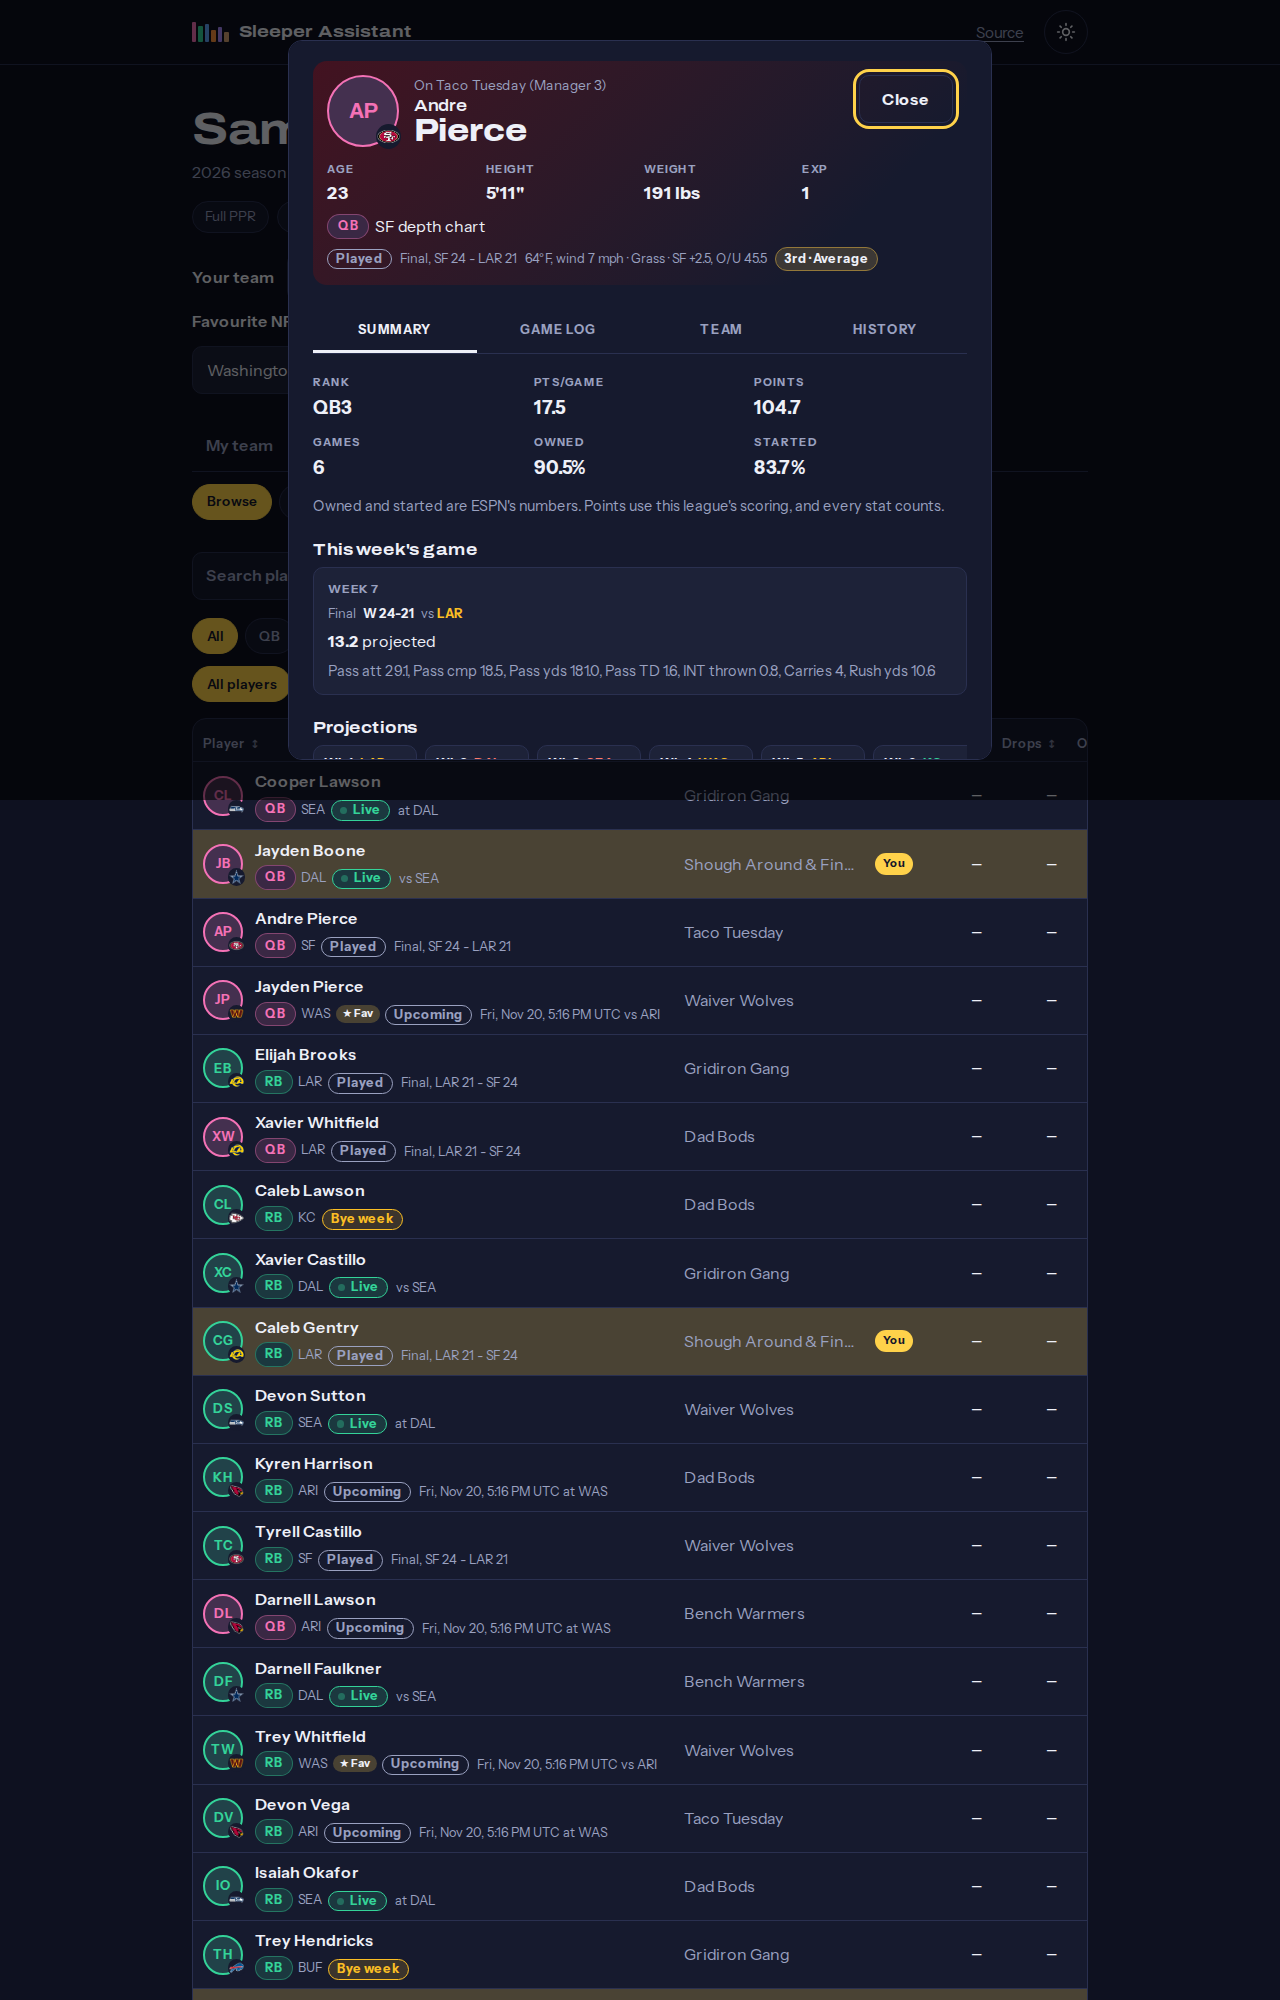 Sleeper Assistant
Source
Sam
2026 season
Full PPR
Your team
Favourite NF
Washingto
My team
Browse
Search pla
All QB
All players
Player ↕ Drops ↕ O
On Taco Tuesday (Manager 3)
Andre
Pierce
AP
Close
AGE HEIGHT WEIGHT EXP
23 5'11" 191 lbs 1
QB SF depth chart
Played Final, SF 24 - LAR 21 64°F, wind 7 mph · Grass · SF +2.5, O/U 45.5 3rd · Average
SUMMARY GAME LOG TEAM HISTORY
RANK PTS/GAME POINTS
QB3 17.5 104.7
GAMES OWNED STARTED
6 90.5% 83.7%
Owned and started are ESPN's numbers. Points use this league's scoring, and every stat counts.
This week's game
WEEK 7
Final W 24-21 vs LAR
13.2 projected
Pass att 29.1, Pass cmp 18.5, Pass yds 181.0, Pass TD 1.6, INT thrown 0.8, Carries 4, Rush yds 10.6
Projections
CL Cooper Lawson
QB SEA Live at DAL Gridiron Gang – –
JB Jayden Boone
QB DAL Live vs SEA Shough Around & Fin... You – –
AP Andre Pierce
QB SF Played Final, SF 24 - LAR 21 Taco Tuesday – –
JP Jayden Pierce
QB WAS ★ Fav Upcoming Fri, Nov 20, 5:16 PM UTC vs ARI Waiver Wolves – –
EB Elijah Brooks
RB LAR Played Final, LAR 21 - SF 24 Gridiron Gang – –
XW Xavier Whitfield
QB LAR Played Final, LAR 21 - SF 24 Dad Bods – –
CL Caleb Lawson
RB KC Bye week Dad Bods – –
XC Xavier Castillo
RB DAL Live vs SEA Gridiron Gang – –
CG Caleb Gentry
RB LAR Played Final, LAR 21 - SF 24 Shough Around & Fin... You – –
DS Devon Sutton
RB SEA Live at DAL Waiver Wolves – –
KH Kyren Harrison
RB ARI Upcoming Fri, Nov 20, 5:16 PM UTC at WAS Dad Bods – –
TC Tyrell Castillo
RB SF Played Final, SF 24 - LAR 21 Waiver Wolves – –
DL Darnell Lawson
QB ARI Upcoming Fri, Nov 20, 5:16 PM UTC at WAS Bench Warmers – –
DF Darnell Faulkner
RB DAL Live vs SEA Bench Warmers – –
TW Trey Whitfield
RB WAS ★ Fav Upcoming Fri, Nov 20, 5:16 PM UTC vs ARI Waiver Wolves – –
DV Devon Vega
RB ARI Upcoming Fri, Nov 20, 5:16 PM UTC at WAS Taco Tuesday – –
IO Isaiah Okafor
RB SEA Live at DAL Dad Bods – –
TH Trey Hendricks
RB BUF Bye week Gridiron Gang – –